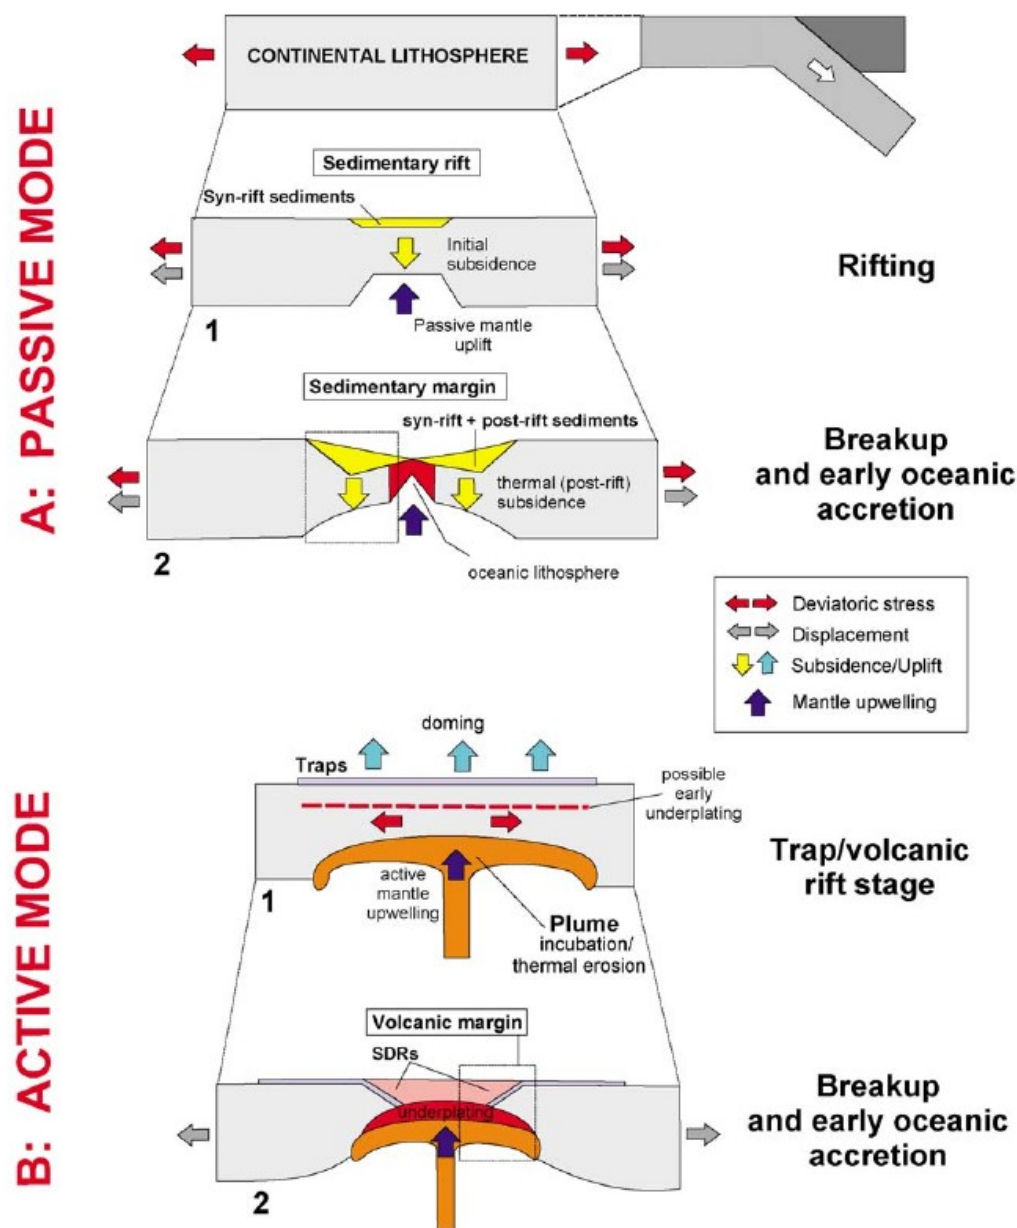 A: PASSIVE MODE
CONTINENTAL LITHOSPHERE
Sedimentary rift
Syn-rift sediments
Initial
subsidence
Rifting
1
Passive mantle
uplift
Sedimentary margin
syn-rift + post-rift sediments
Breakup
and early oceanic
accretion
thermal (post-rift)
subsidence
2
oceanic lithosphere
Deviatoric stress
Displacement
Subsidence/Uplift
Mantle upwelling
B: ACTIVE MODE
doming
Traps
possible
early
underplating
Trap/volcanic
rift stage
1
active
mantle
upwelling
Plume
incubation/
thermal erosion
Volcanic margin
SDRs
underplating
Breakup
and early oceanic
accretion
2